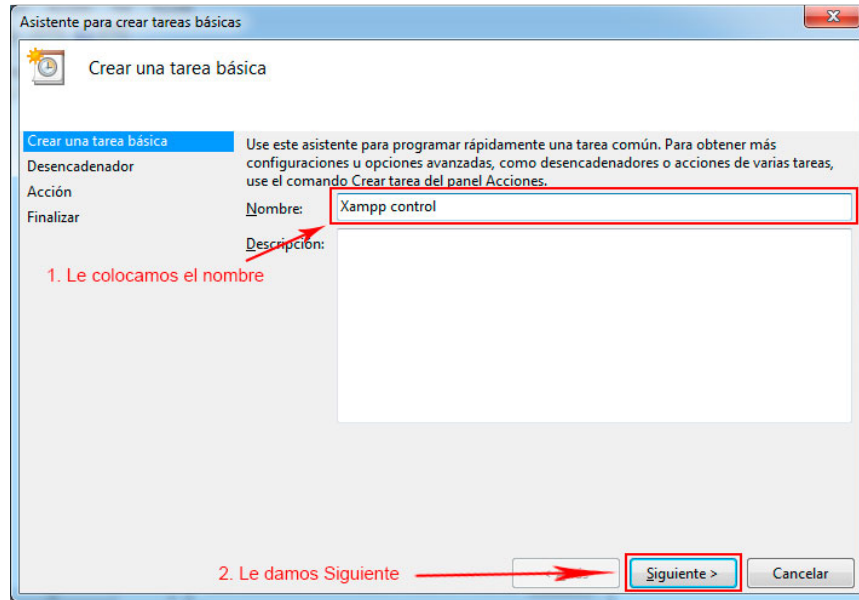 Asistente para crear tareas básicas
Crear una tarea básica
Crear una tarea básica
Desencadenador
Acción
Finalizar
Use este asistente para programar rápidamente una tarea común. Para obtener más
configuraciones u opciones avanzadas, como desencadenadores o acciones de varias tareas,
use el comando Crear tarea del panel Acciones.
Nombre:
Xampp control
Descripción:
1. Le colocamos el nombre
2. Le damos Siguiente
Siguiente >
Cancelar